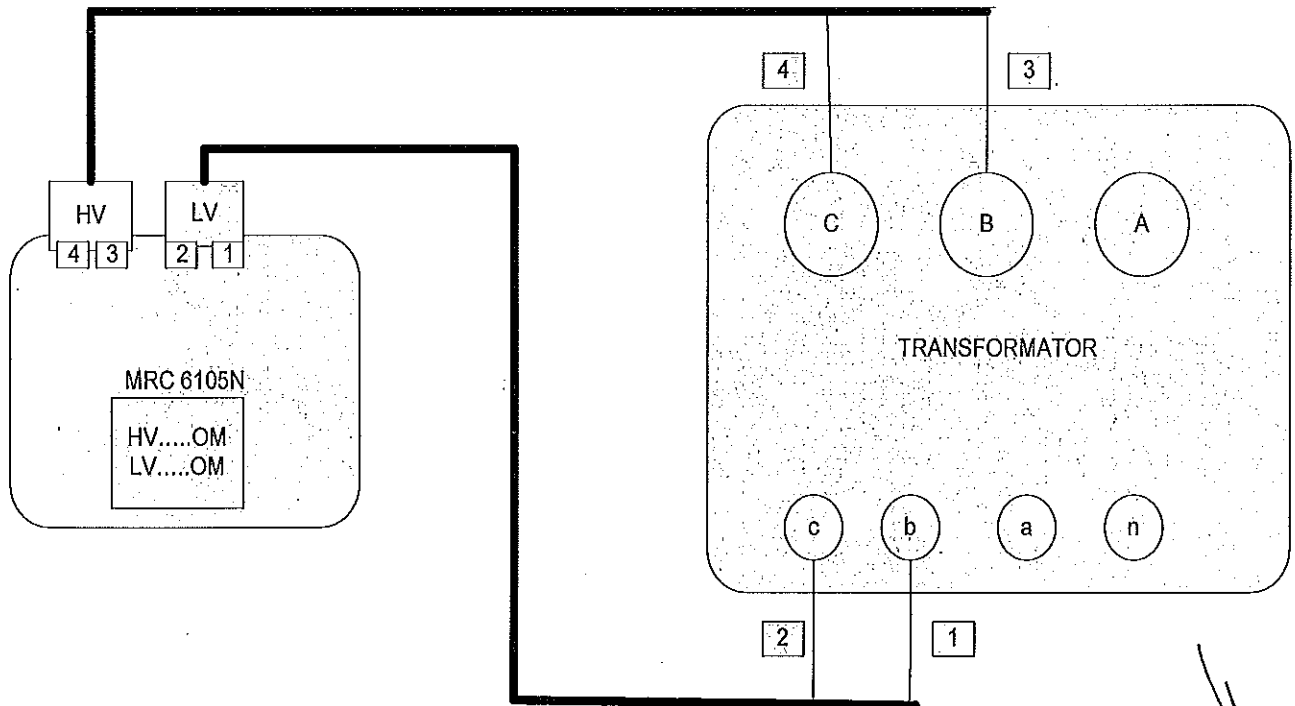 4 3
HV LV
4 3 2 1
C B A
TRANSFORMATOR
MRC 6105N
HV.....OM
LV.....OM
c b a n
2 1